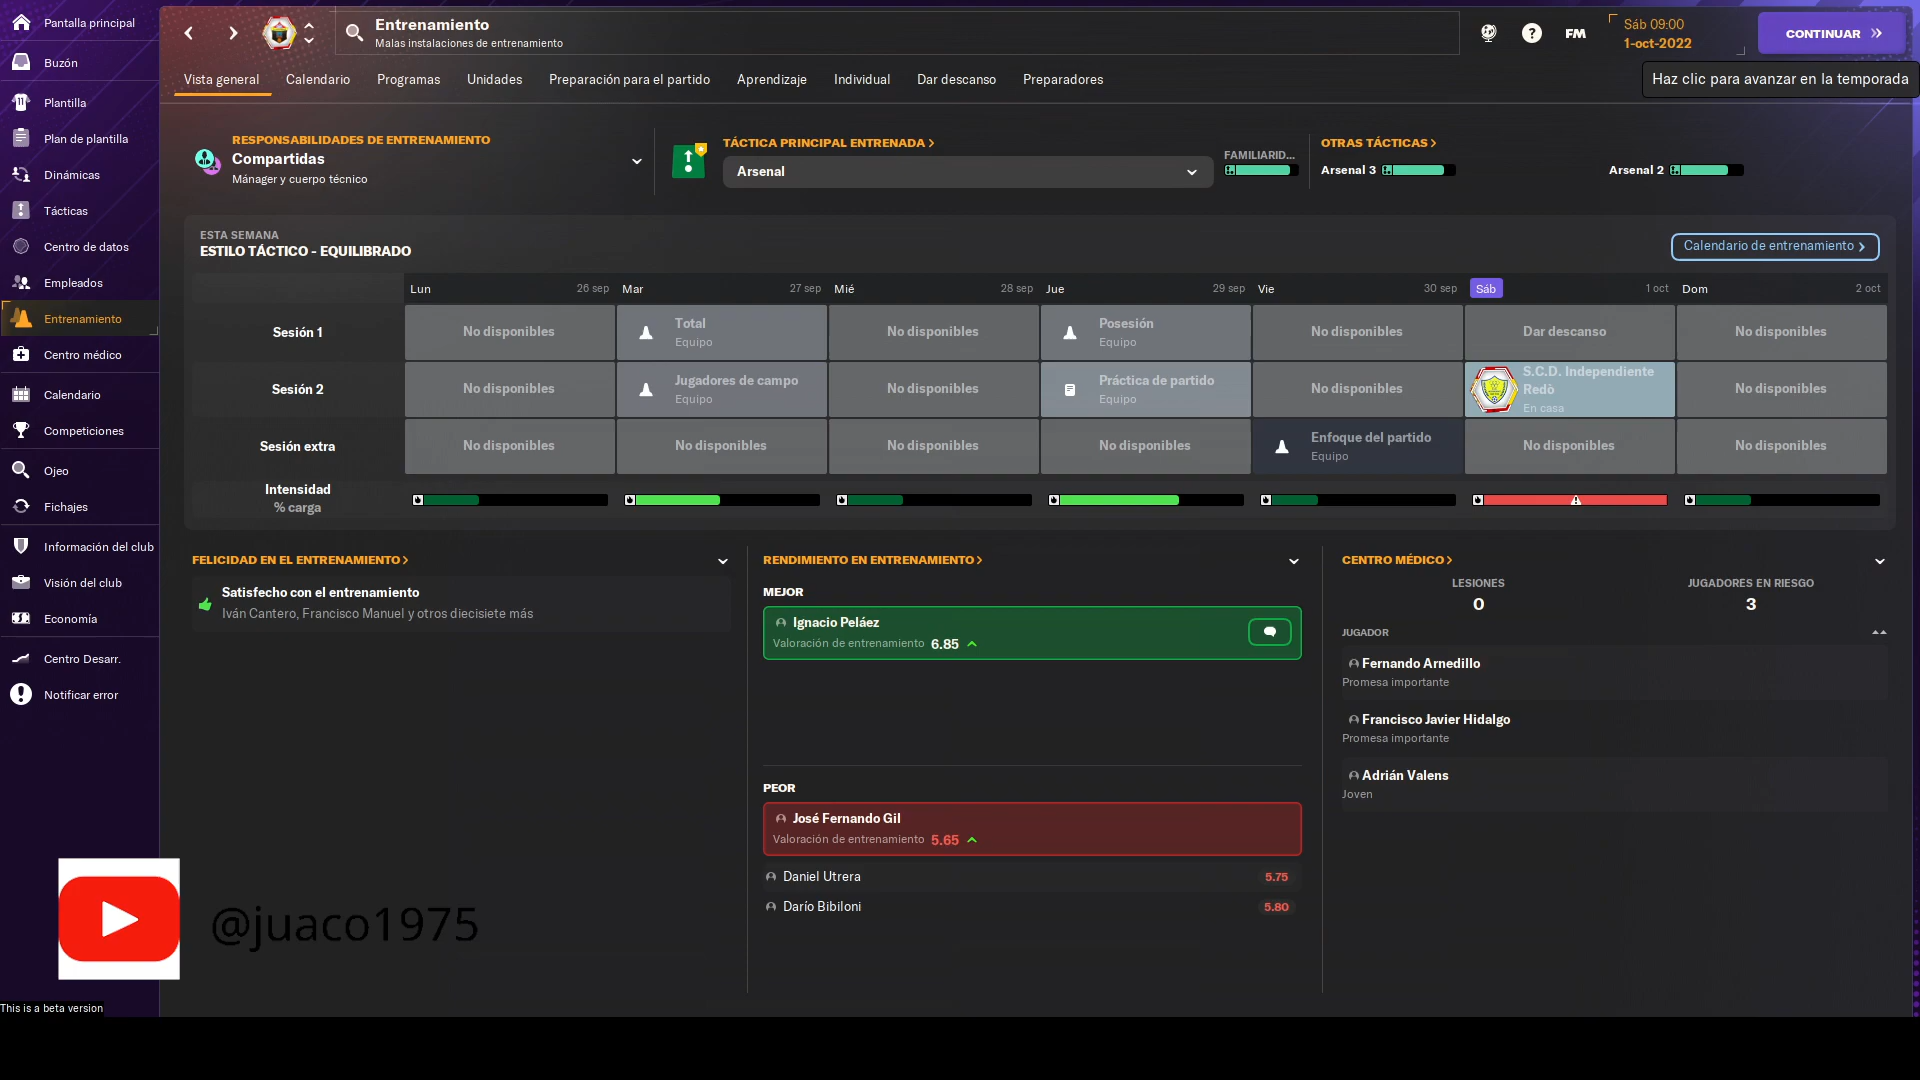 Pantalla principal
Buzón
Plantilla
Plan de plantilla
Dinámicas
Tácticas
Centro de datos
Empleados
Entrenamiento
Centro médico
Calendario
Competiciones
Ojeo
Fichajes
Información del club
Visión del club
Economía
Centro Desarr.
Notificar error
Entrenamiento
Malas instalaciones de entrenamiento
FM
Sáb 09:00
1-oct-2022
CONTINUAR
Haz clic para avanzar en la temporada
Vista general Calendario Programas Unidades Preparación para el partido Aprendizaje Individual Dar descanso Preparadores
RESPONSABILIDADES DE ENTRENAMIENTO
Compartidas
Mánager y cuerpo técnico
TÁCTICA PRINCIPAL ENTRENADA
Arsenal
FAMILIARID...
OTRAS TÁCTICAS
Arsenal 3
Arsenal 2
ESTA SEMANA
ESTILO TÁCTICO - EQUILIBRADO
Calendario de entrenamiento
Lun 26 sep Mar 27 sep Mié 28 sep Jue 29 sep Vie 30 sep Sáb 1 oct Dom 2 oct
Sesión 1
No disponibles
Total
Equipo
No disponibles
Posesión
Equipo
No disponibles
Dar descanso
No disponibles
Sesión 2
No disponibles
Jugadores de campo
Equipo
No disponibles
Práctica de partido
Equipo
No disponibles
S.C.D. Independiente
Redò
En casa
No disponibles
Sesión extra
No disponibles
No disponibles
No disponibles
No disponibles
Enfoque del partido
Equipo
No disponibles
No disponibles
Intensidad
% carga
FELICIDAD EN EL ENTRENAMIENTO
Satisfecho con el entrenamiento
Iván Cantero, Francisco Manuel y otros diecisiete más
RENDIMIENTO EN ENTRENAMIENTO
MEJOR
Ignacio Peláez
Valoración de entrenamiento 6.85
PEOR
José Fernando Gil
Valoración de entrenamiento 5.65
Daniel Utrera 5.75
Darío Bibiloni 5.80
CENTRO MÉDICO
LESIONES
0
JUGADORES EN RIESGO
3
JUGADOR
Fernando Arnedillo
Promesa importante
Francisco Javier Hidalgo
Promesa importante
Adrián Valens
Joven
@juaco1975
This is a beta version